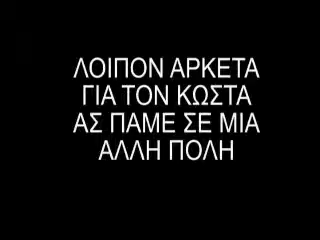 ΛΟΙΠΟΝ ΑΡΚΕΤΑ
ΓΙΑ ΤΟΝ ΚΩΣΤΑ
ΑΣ ΠΑΜΕ ΣΕ ΜΙΑ
ΑΛΛΗ ΠΟΛΗ